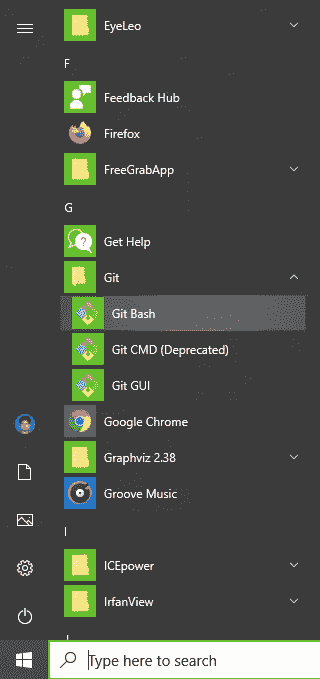 EyeLeo
F
Feedback Hub
Firefox
FreeGrabApp
G
Get Help
Git
Git Bash
Git CMD (Deprecated)
Git GUI
Google Chrome
Graphviz 2.38
Groove Music
I
ICEpower
IrfanView
Type here to search